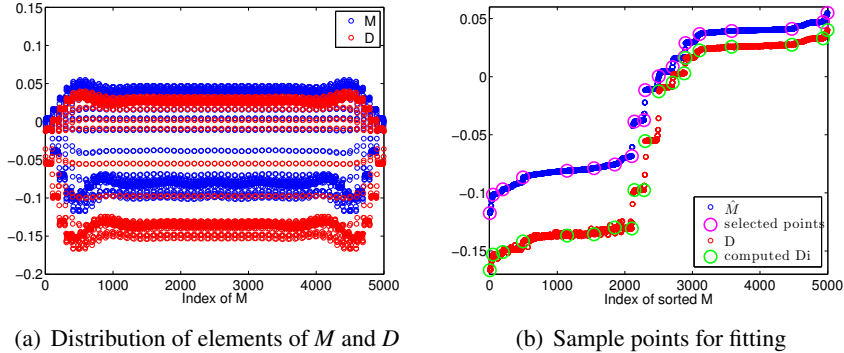 0.15
0.1
0.05
0
−0.05
−0.1
−0.15
−0.2
0
1000
2000
3000
4000
5000
Index of M
M
D
(a) Distribution of elements of M and D
0.05
0
−0.05
−0.1
−0.15
0
1000
2000
3000
4000
5000
Index of sorted M
M̂
selected points
D
computed Di
(b) Sample points for fitting